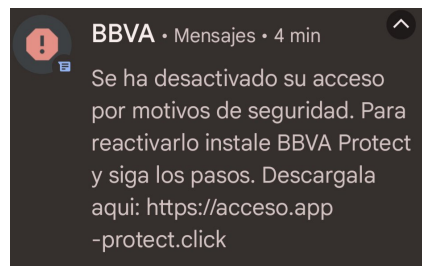 BBVA • Mensajes • 4 min
Se ha desactivado su acceso
por motivos de seguridad. Para
reactivarlo instale BBVA Protect
y siga los pasos. Descargala
aqui: https://acceso.app
-protect.click